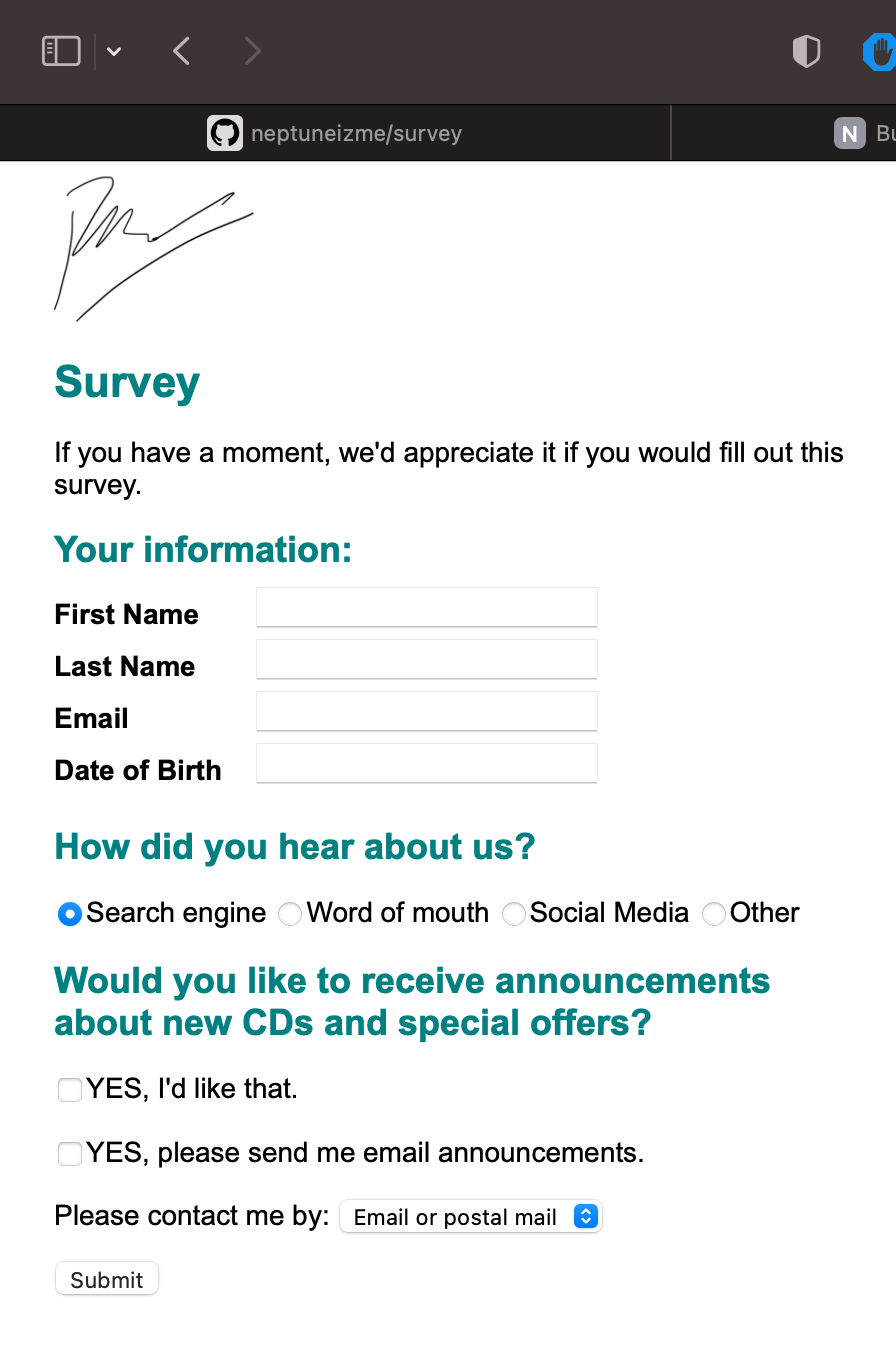 neptuneizme/survey
N
Survey
If you have a moment, we'd appreciate it if you would fill out this
survey.
Your information:
First Name
Last Name
Email
Date of Birth
How did you hear about us?
Search engine Word of mouth Social Media Other
Would you like to receive announcements
about new CDs and special offers?
YES, I'd like that.
YES, please send me email announcements.
Please contact me by: Email or postal mail
Submit